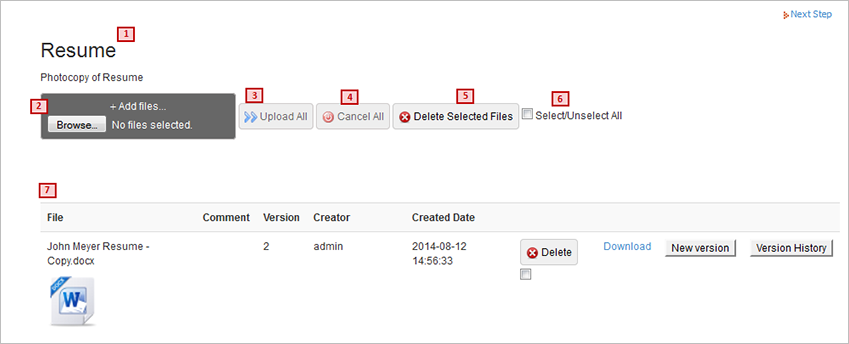 Next Step
1
Resume
Photocopy of Resume
2
+ Add files...
Browse... No files selected.
3
Upload All
4
Cancel All
5
Delete Selected Files
6
Select/Unselect All
7
File Comment Version Creator Created Date
John Meyer Resume - 2 admin 2014-08-12 Delete Download New version Version History
Copy.docx 14:56:33
DOCX
W